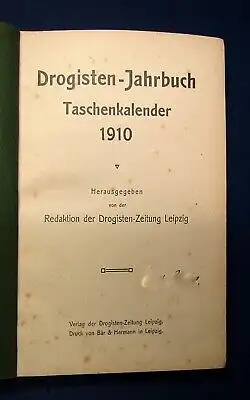 Drogisten-Jahrbuch
Taschenkalender
1910
Herausgegeben
von der
Redaktion der Drogisten-Zeitung Leipzig
Verlag der Drogisten-Zeitung Leipzig.
Druck von Bär & Hermann in Leipzig.